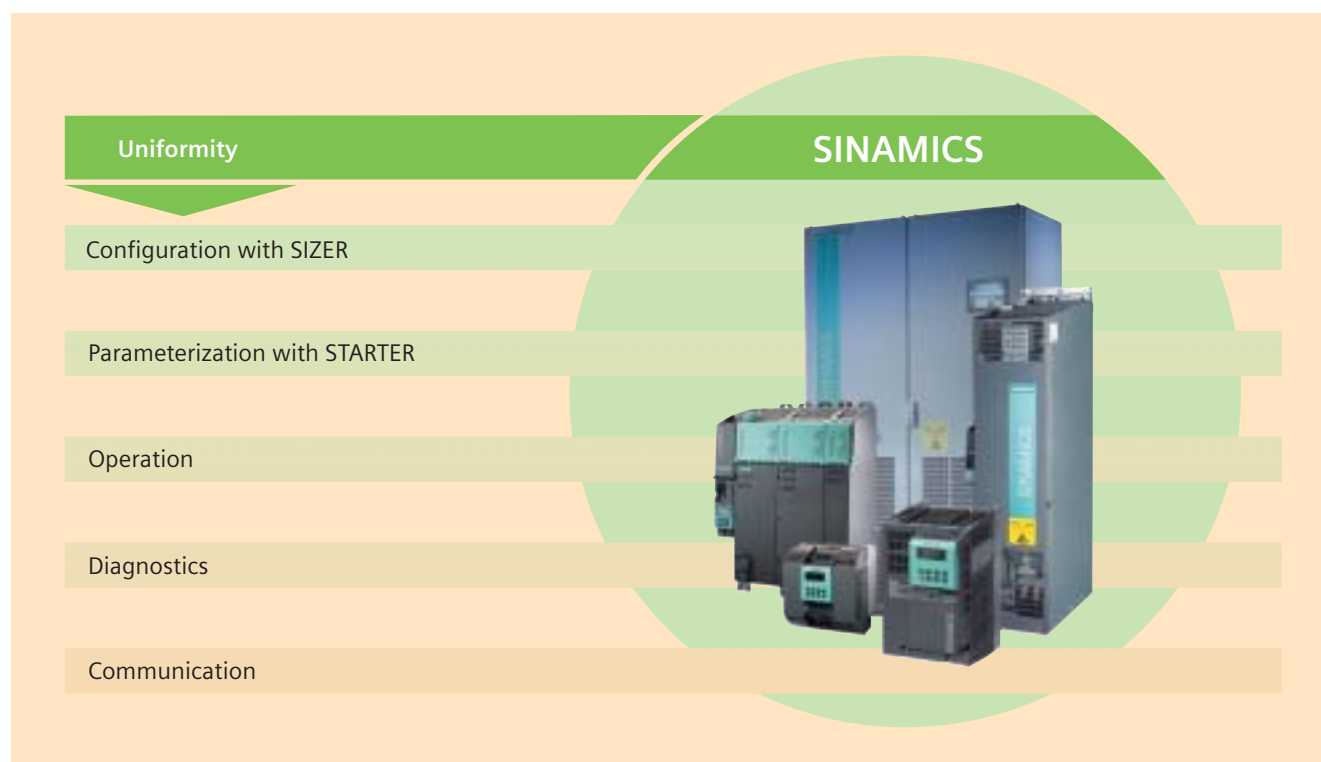 Uniformity
SINAMICS
Configuration with SIZER
Parameterization with STARTER
Operation
Diagnostics
Communication